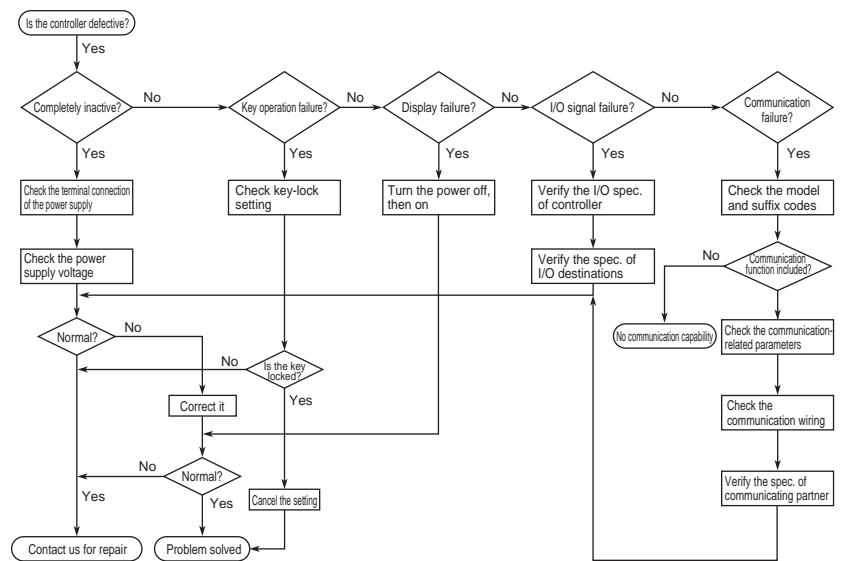 Is the controller defective?
Yes
Completely inactive?
No
Key operation failure?
No
Display failure?
No
I/O signal failure?
No
Communication
failure?
Yes
Yes
Yes
Yes
Yes
Check the terminal connection
of the power supply
Check key-lock
setting
Turn the power off,
then on
Verify the I/O spec.
of controller
Check the model
and suffix codes
Check the power
supply voltage
Verify the spec. of
I/O destinations
No
Communication
function included?
Normal?
No
No
Is the key
locked?
Yes
No communication capability
Check the communication-
related parameters
Correct it
Check the
communication wiring
No
Normal?
Yes
Yes
Cancel the setting
Verify the spec. of
communicating partner
Contact us for repair
Problem solved